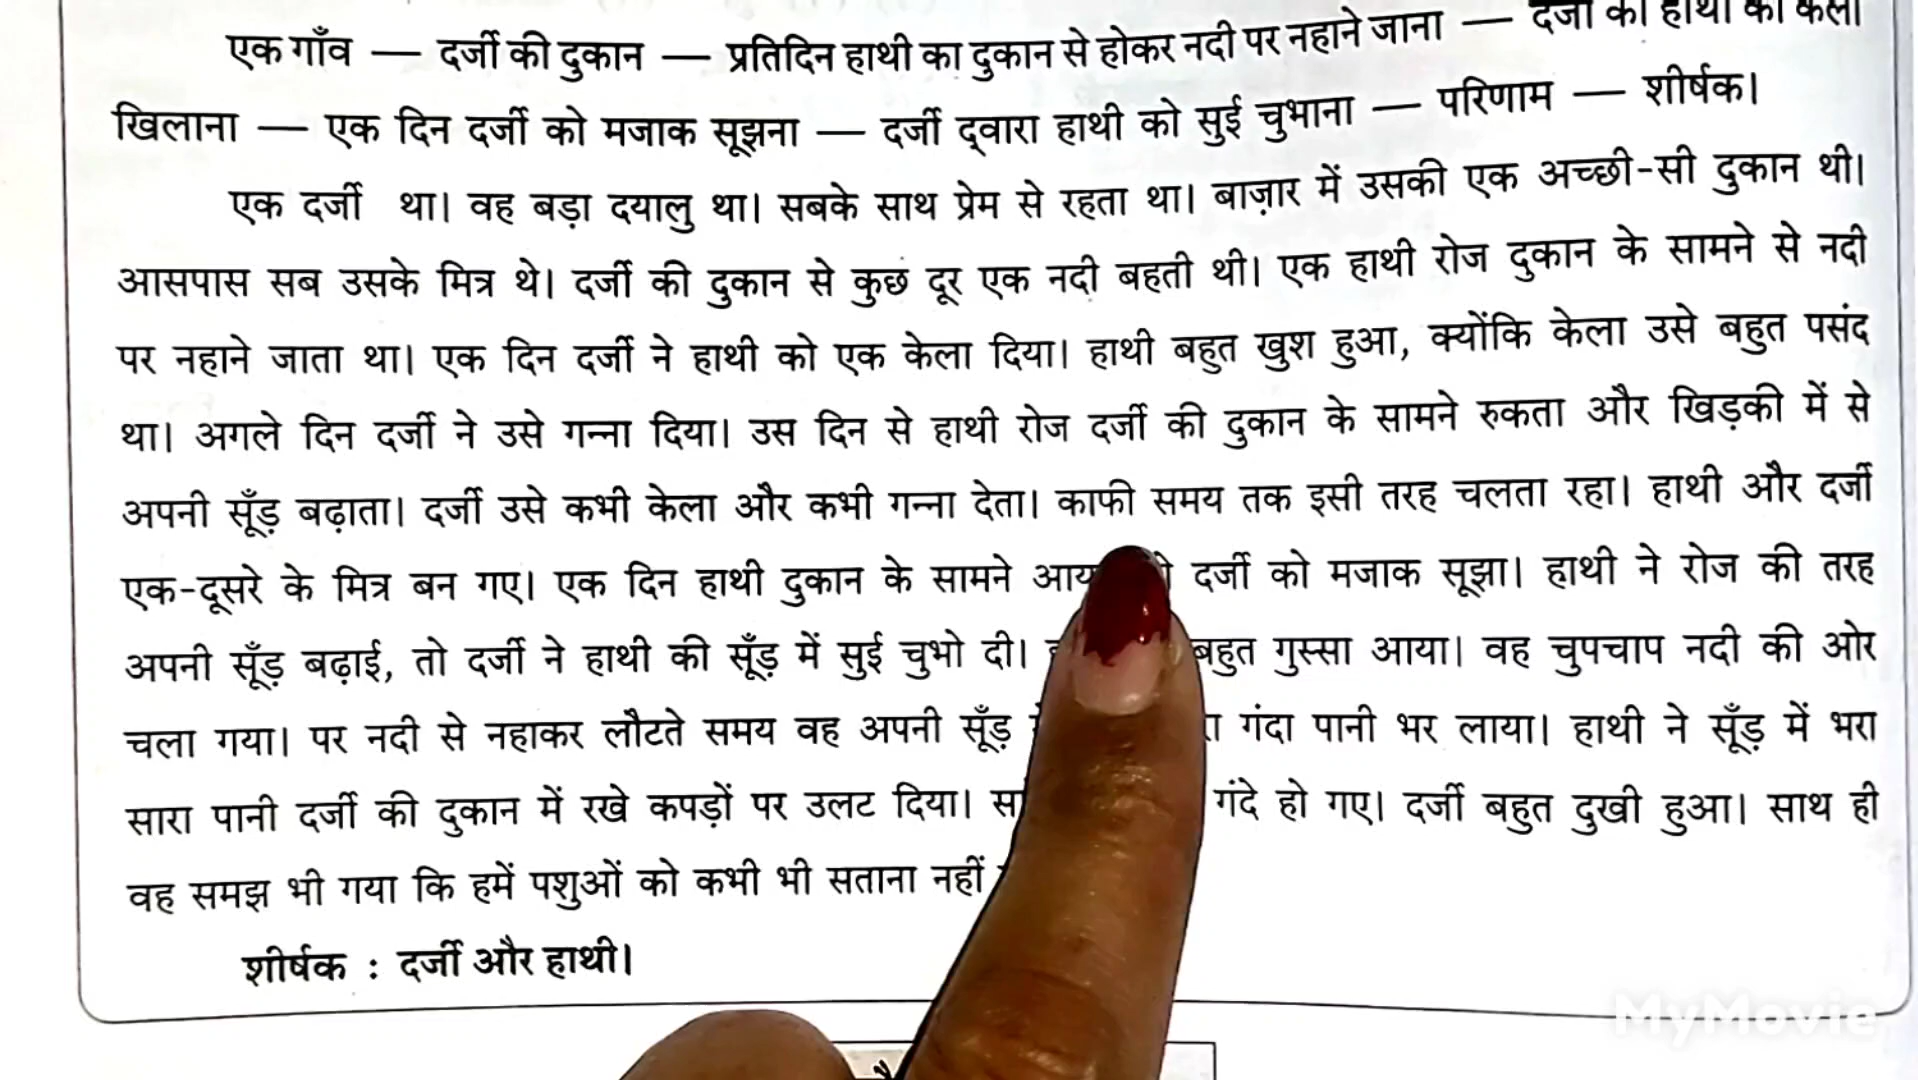 एक गाँव — दर्जी की दुकान — प्रतिदिन हाथी का दुकान से होकर नदी पर नहाने जाना — दर्जी का हाथी को केला
खिलाना — एक दिन दर्जी को मजाक सूझना — दर्जी द्वारा हाथी को सुई चुभाना — परिणाम — शीर्षक।
एक दर्जी था। वह बड़ा दयालु था। सबके साथ प्रेम से रहता था। बाज़ार में उसकी एक अच्छी-सी दुकान थी।
आसपास सब उसके मित्र थे। दर्जी की दुकान से कुछ दूर एक नदी बहती थी। एक हाथी रोज दुकान के सामने से नदी
पर नहाने जाता था। एक दिन दर्जी ने हाथी को एक केला दिया। हाथी बहुत खुश हुआ, क्योंकि केला उसे बहुत पसंद
था। अगले दिन दर्जी ने उसे गन्ना दिया। उस दिन से हाथी रोज दर्जी की दुकान के सामने रुकता और खिड़की में से
अपनी सूँड़ बढ़ाता। दर्जी उसे कभी केला और कभी गन्ना देता। काफी समय तक इसी तरह चलता रहा। हाथी और दर्जी
एक-दूसरे के मित्र बन गए। एक दिन हाथी दुकान के सामने दर्जी को मजाक सूझा। हाथी ने रोज की तरह
अपनी सूँड़ बढ़ाई, तो दर्जी ने हाथी की सूँड़ में सुई चुभो दी। बहुत गुस्सा आया। वह चुपचाप नदी की ओर
चला गया। पर नदी से नहाकर लौटते समय वह अपनी सूँड़ गंदा पानी भर लाया। हाथी ने सूँड़ में भरा
सारा पानी दर्जी की दुकान में रखे कपड़ों पर उलट दिया। गंदे हो गए। दर्जी बहुत दुखी हुआ। साथ ही
वह समझ भी गया कि हमें पशुओं को कभी भी सताना नहीं
शीर्षक : दर्जी और हाथी।
MyMovie